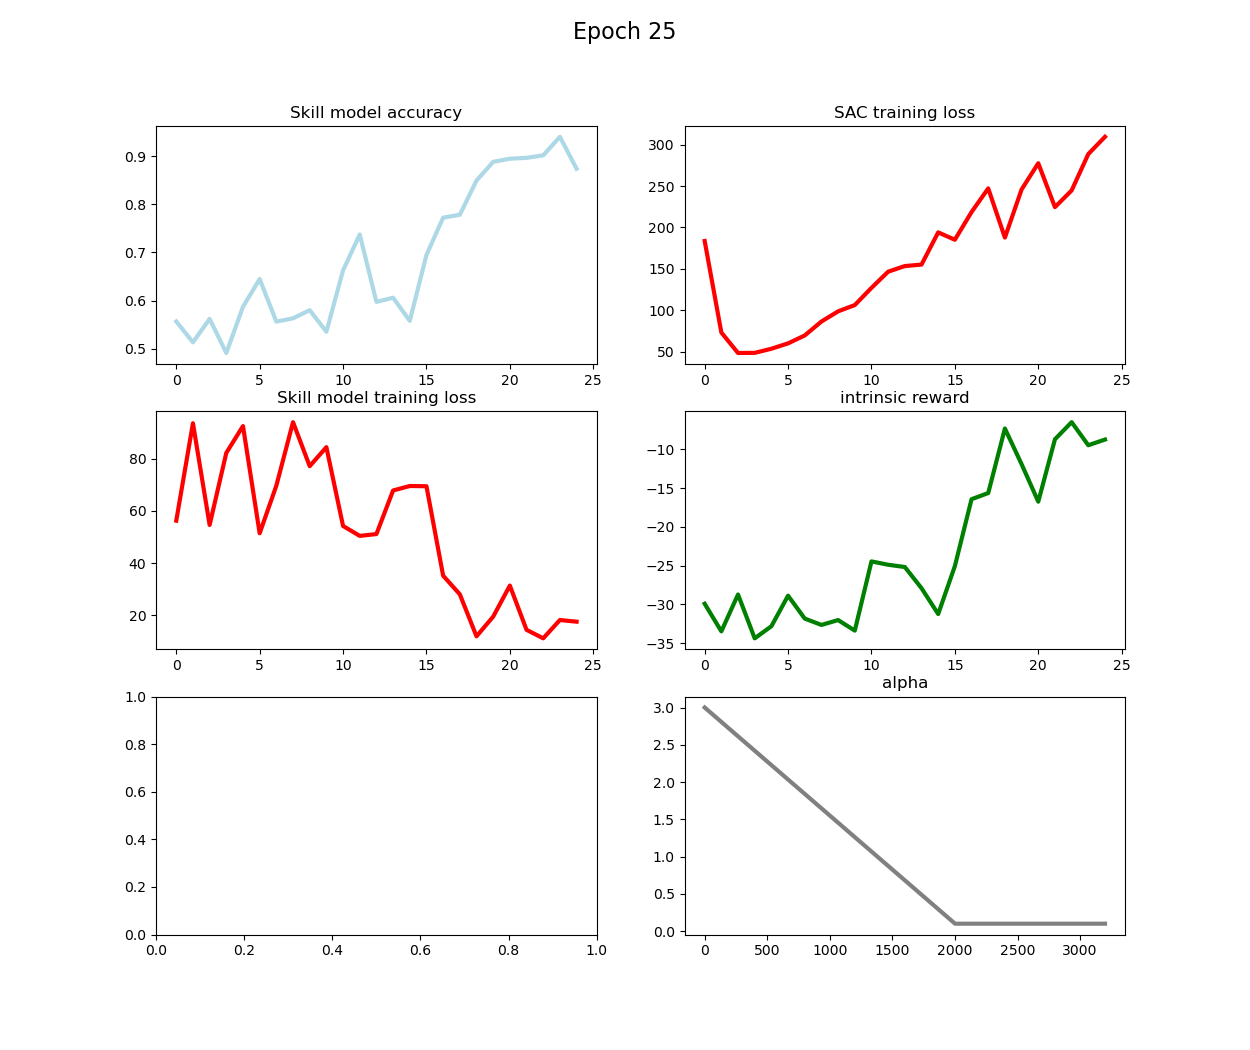 Epoch 25
Skill model accuracy
0.9
0.8
0.7
0.6
0.5
0 5 10 15 20 25
SAC training loss
300
250
200
150
100
50
0 5 10 15 20 25
Skill model training loss
80
60
40
20
0 5 10 15 20 25
intrinsic reward
−10
−15
−20
−25
−30
−35
0 5 10 15 20 25
1.0
0.8
0.6
0.4
0.2
0.0
0.0 0.2 0.4 0.6 0.8 1.0
alpha
3.0
2.5
2.0
1.5
1.0
0.5
0.0
0 500 1000 1500 2000 2500 3000